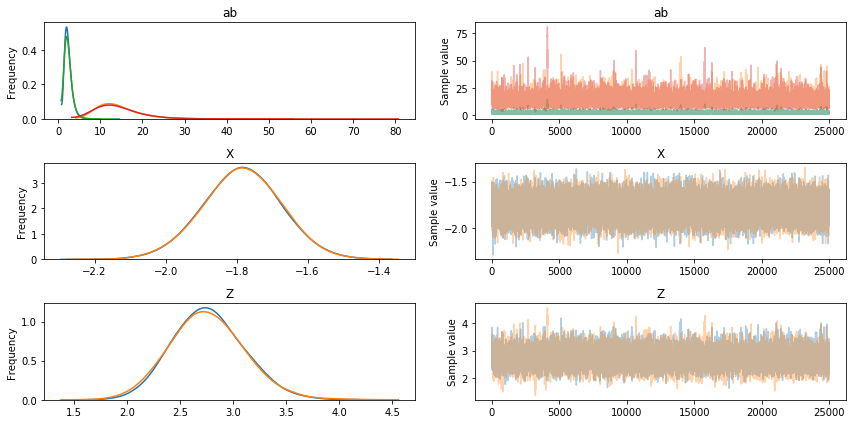 ab
Frequency
0.4
0.2
0.0
0 10 20 30 40 50 60 70 80
ab
Sample value
75
50
25
0
0 5000 10000 15000 20000 25000
X
Frequency
3
2
1
0
−2.2 −2.0 −1.8 −1.6 −1.4
X
Sample value
−1.5
−2.0
0 5000 10000 15000 20000 25000
Z
Frequency
1.0
0.5
0.0
1.5 2.0 2.5 3.0 3.5 4.0 4.5
Z
Sample value
4
3
2
0 5000 10000 15000 20000 25000